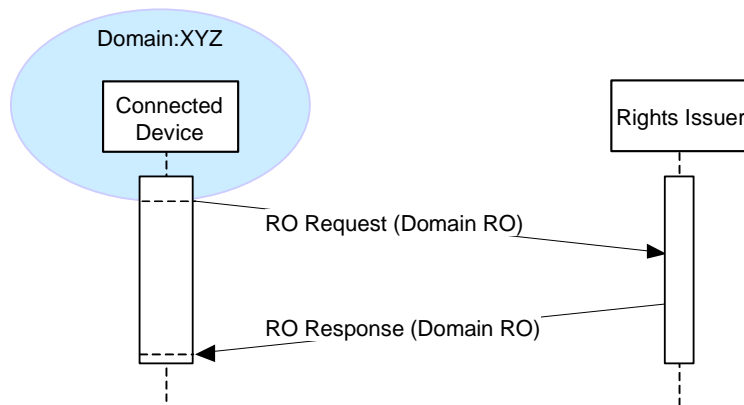 Domain:XYZ
Connected
Device
Rights Issuer
RO Request (Domain RO)
RO Response (Domain RO)